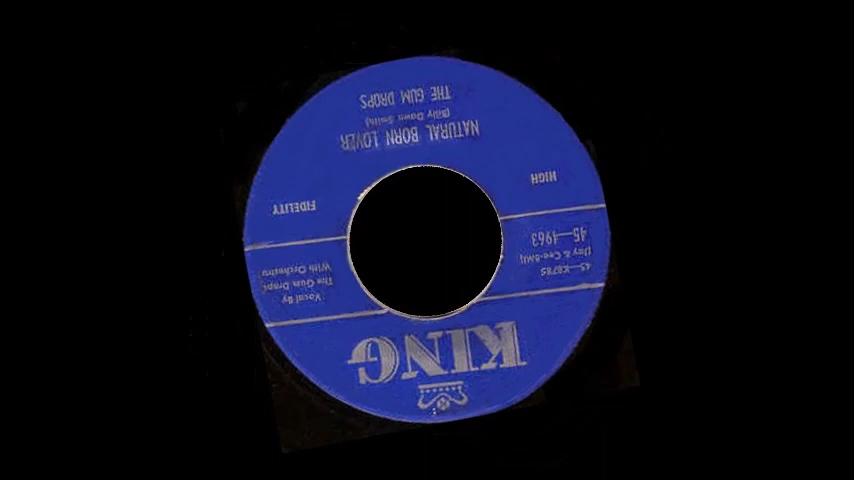 KING
45—K8785
(Jay & Cee-BMI)
45—4963
Vocal By
The Gum Drops
With Orchestra
HIGH
FIDELITY
NATURAL BORN LOVER
(Billy Dawn Smith)
THE GUM DROPS